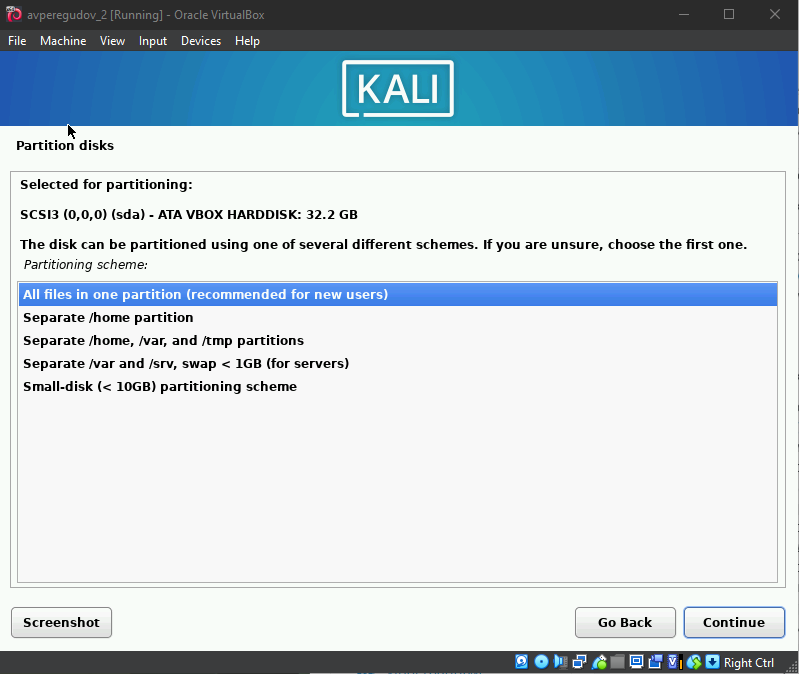 avperegudov_2 [Running] - Oracle VirtualBox
File Machine View Input Devices Help
KALI
Partition disks
Selected for partitioning:
SCSI3 (0,0,0) (sda) - ATA VBOX HARDDISK: 32.2 GB
The disk can be partitioned using one of several different schemes. If you are unsure, choose the first one.
Partitioning scheme:
All files in one partition (recommended for new users)
Separate /home partition
Separate /home, /var, and /tmp partitions
Separate /var and /srv, swap < 1GB (for servers)
Small-disk (< 10GB) partitioning scheme
Screenshot Go Back Continue
Right Ctrl